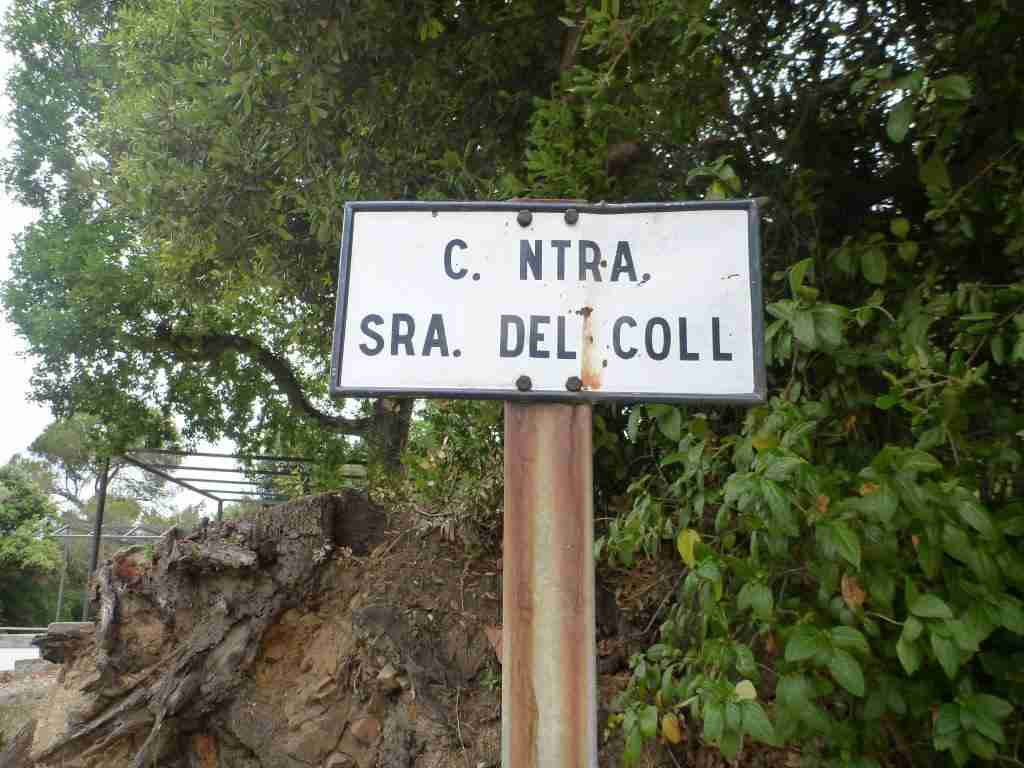 C. NTRA.
SRA. DEL COLL